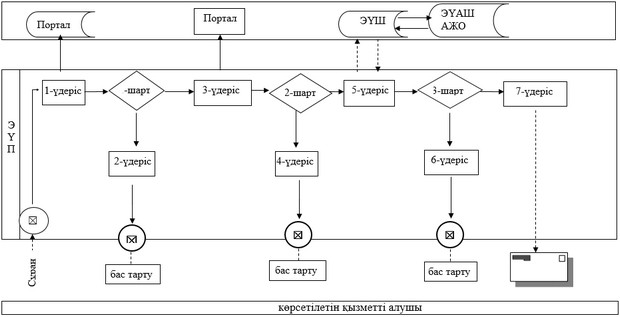 Портал
Портал
ЭҮШ
ЭҮАШ
АЖО
Э
Ү
П
1-үдеріс
-шарт
3-үдеріс
2-шарт
5-үдеріс
3-шарт
7-үдеріс
2-үдеріс
4-үдеріс
6-үдеріс
бас тарту
бас тарту
бас тарту
көрсетілетін қызметті алушы